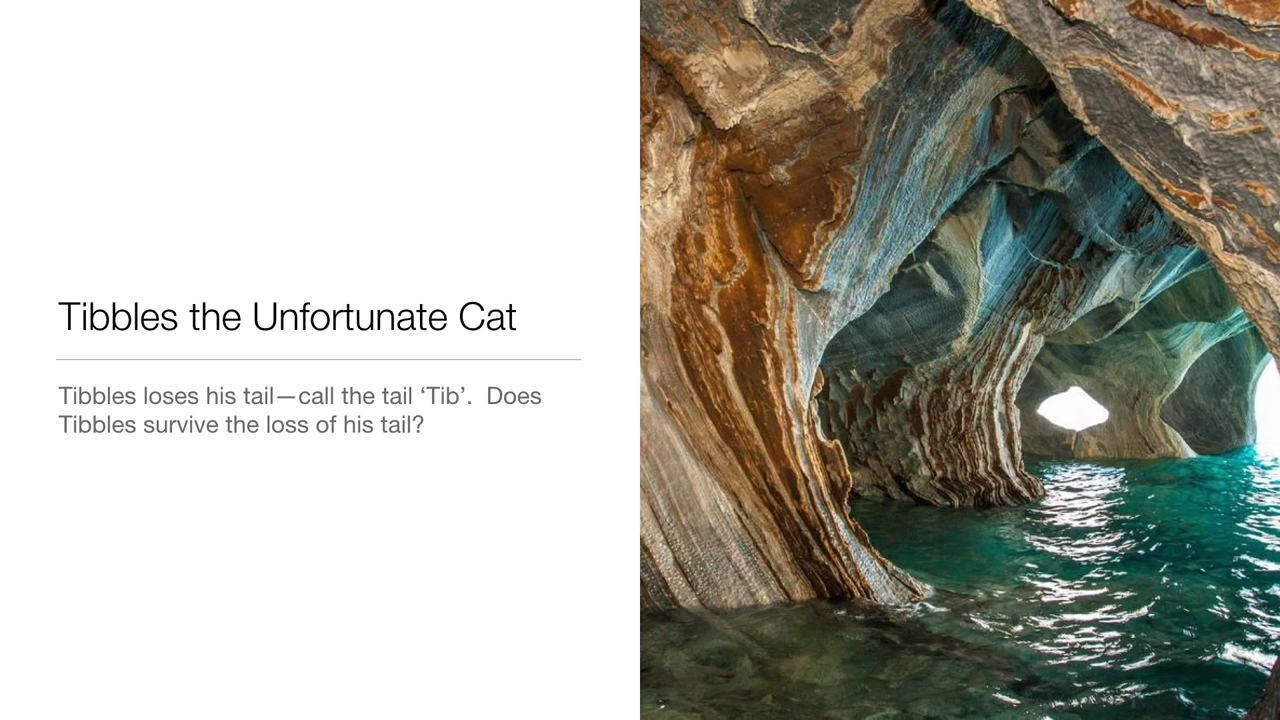 Tibbles the Unfortunate Cat
Tibbles loses his tail—call the tail ‘Tib’.  Does
Tibbles survive the loss of his tail?